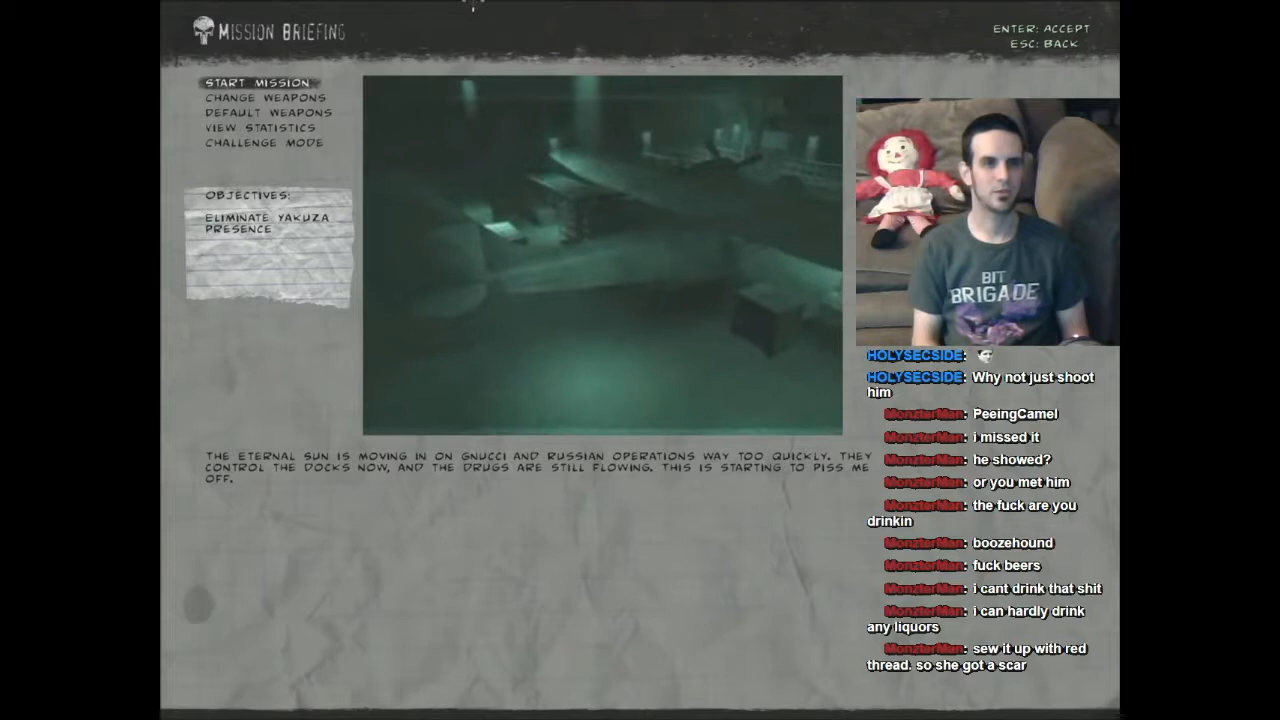 MISSION BRIEFING
ENTER: ACCEPT
ESC: BACK
START MISSION
CHANGE WEAPONS
DEFAULT WEAPONS
VIEW STATISTICS
CHALLENGE MODE
OBJECTIVES:
ELIMINATE YAKUZA
PRESENCE
THE ETERNAL SUN IS MOVING IN ON GNUCCI AND RUSSIAN OPERATIONS WAY TOO QUICKLY. THEY
CONTROL THE DOCKS NOW, AND THE DRUGS ARE STILL FLOWING. THIS IS STARTING TO PISS ME
OFF.
BIT
BRIGADE
HOLYSECSIDE:
HOLYSECSIDE: Why not just shoot
him
MonzterMan: PeeingCamel
MonzterMan: i missed it
MonzterMan: he showed?
MonzterMan: or you met him
MonzterMan: the fuck are you
drinkin
MonzterMan: boozehound
MonzterMan: fuck beers
MonzterMan: i cant drink that shit
MonzterMan: i can hardly drink
any liquors
MonzterMan: sew it up with red
thread. so she got a scar